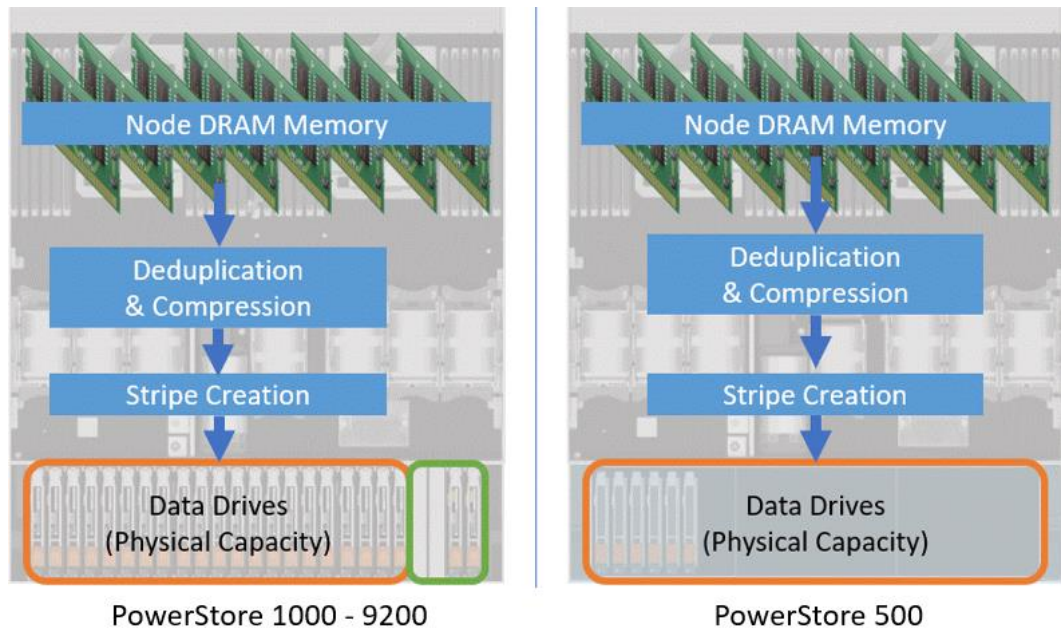 Node DRAM Memory
Deduplication
& Compression
Stripe Creation
Data Drives
(Physical Capacity)
PowerStore 1000 - 9200
Node DRAM Memory
Deduplication
& Compression
Stripe Creation
Data Drives
(Physical Capacity)
PowerStore 500